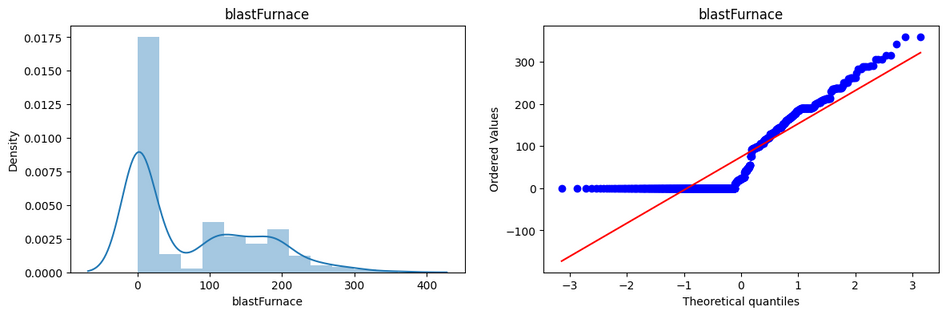 blastFurnace
Density
0.0175
0.0150
0.0125
0.0100
0.0075
0.0050
0.0025
0.0000
0 100 200 300 400
blastFurnace
blastFurnace
Ordered Values
300
200
100
0
−100
−3 −2 −1 0 1 2 3
Theoretical quantiles